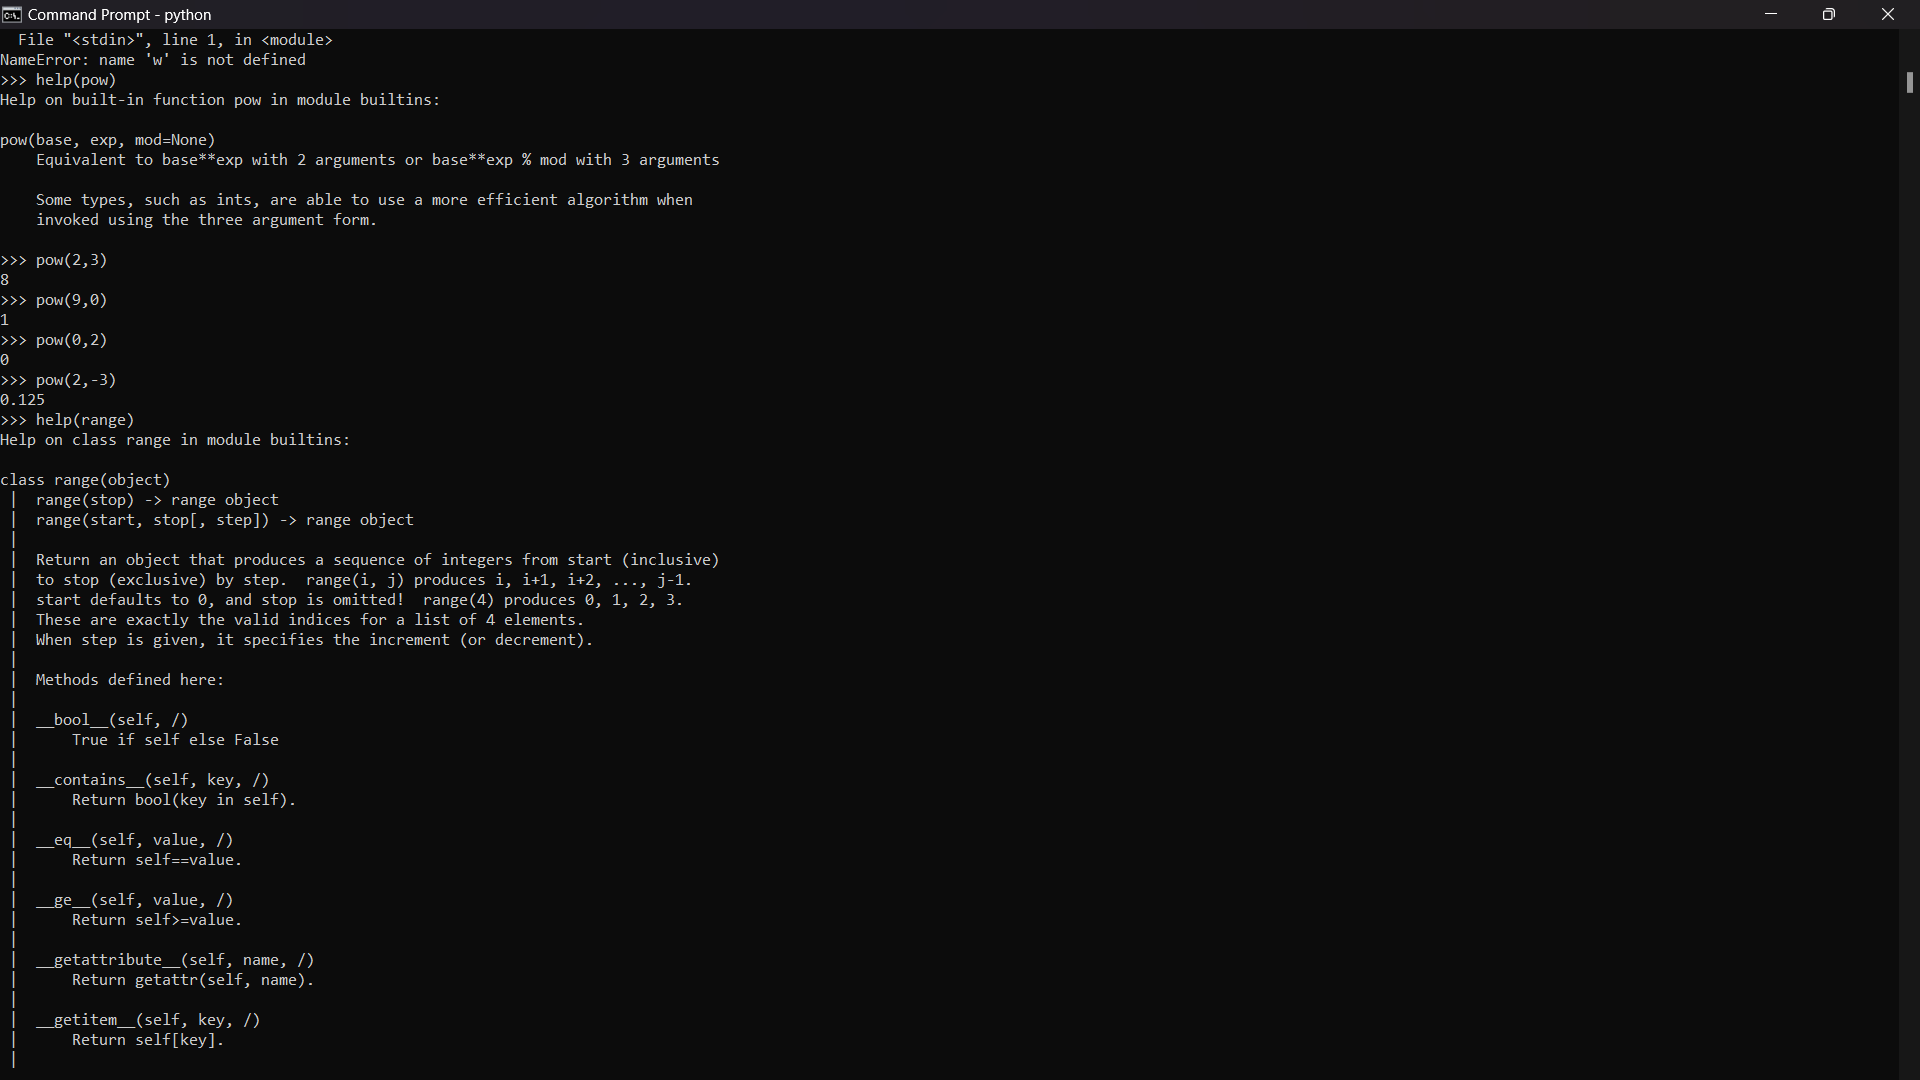 Command Prompt - python
  File "<stdin>", line 1, in <module>
NameError: name 'w' is not defined
>>> help(pow)
Help on built-in function pow in module builtins:

pow(base, exp, mod=None)
    Equivalent to base**exp with 2 arguments or base**exp % mod with 3 arguments

    Some types, such as ints, are able to use a more efficient algorithm when
    invoked using the three argument form.

>>> pow(2,3)
8
>>> pow(9,0)
1
>>> pow(0,2)
0
>>> pow(2,-3)
0.125
>>> help(range)
Help on class range in module builtins:

class range(object)
 |  range(stop) -> range object
 |  range(start, stop[, step]) -> range object
 |
 |  Return an object that produces a sequence of integers from start (inclusive)
 |  to stop (exclusive) by step.  range(i, j) produces i, i+1, i+2, ..., j-1.
 |  start defaults to 0, and stop is omitted!  range(4) produces 0, 1, 2, 3.
 |  These are exactly the valid indices for a list of 4 elements.
 |  When step is given, it specifies the increment (or decrement).
 |
 |  Methods defined here:
 |
 |  __bool__(self, /)
 |      True if self else False
 |
 |  __contains__(self, key, /)
 |      Return bool(key in self).
 |
 |  __eq__(self, value, /)
 |      Return self==value.
 |
 |  __ge__(self, value, /)
 |      Return self>=value.
 |
 |  __getattribute__(self, name, /)
 |      Return getattr(self, name).
 |
 |  __getitem__(self, key, /)
 |      Return self[key].
 |